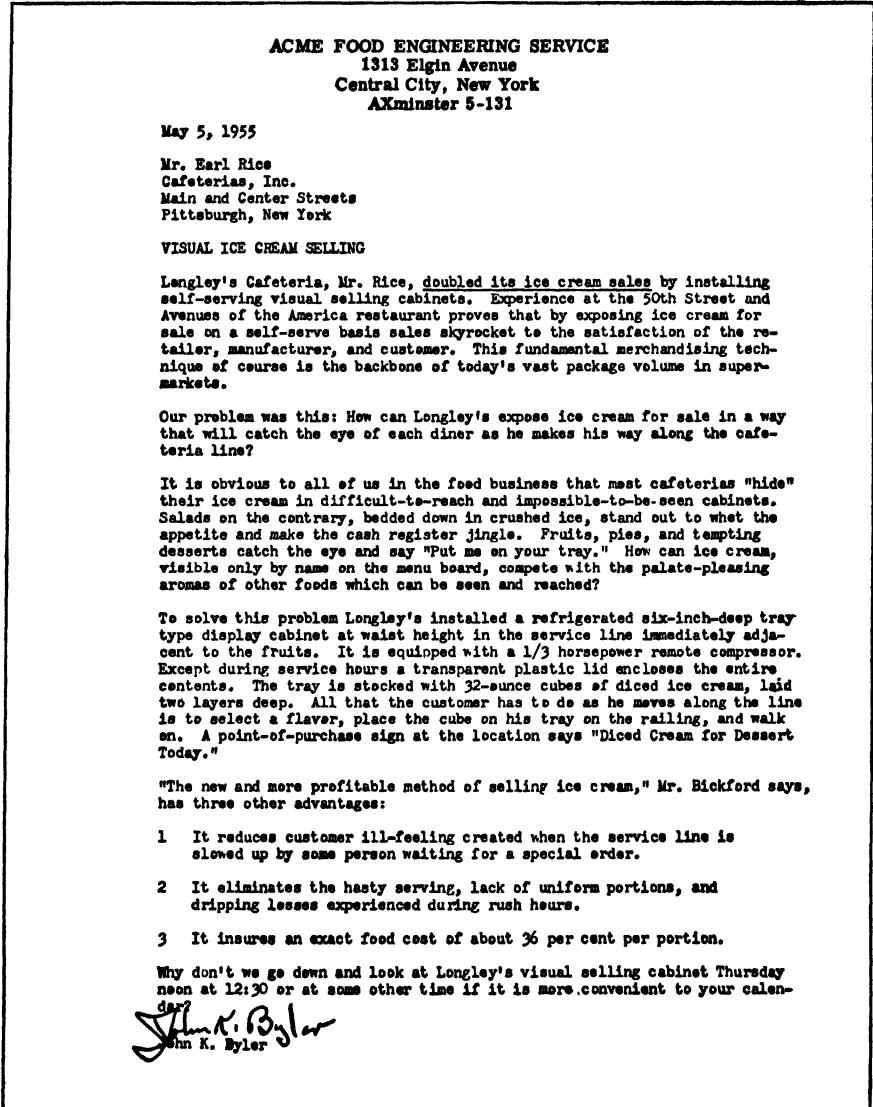 ACME FOOD ENGINEERING SERVICE
1313 Elgin Avenue
Central City, New York
AXminster 5-131
May 5, 1955
Mr. Earl Rice
Cafeterias, Inc.
Main and Center Streets
Pittsburgh, New York
VISUAL ICE CREAM SELLING
Longley's Cafeteria, Mr. Rice, doubled its ice cream sales by installing
self-serving visual selling cabinets. Experience at the 50th Street and
Avenues of the America restaurant proves that by exposing ice cream for
sale on a self-serve basis sales skyrocket to the satisfaction of the re-
tailer, manufacturer, and customer. This fundamental merchandising tech-
nique of course is the backbone of today's vast package volume in super-
markets.
Our problem was this: How can Longley's expose ice cream for sale in a way
that will catch the eye of each diner as he makes his way along the cafe-
teria line?
It is obvious to all of us in the food business that most cafeterias "hide"
their ice cream in difficult-to-reach and impossible-to-be-seen cabinets.
Salads on the contrary, bedded down in crushed ice, stand out to whet the
appetite and make the cash register jingle. Fruits, pies, and tempting
desserts catch the eye and say "Put me on your tray." How can ice cream,
visible only by name on the menu board, compete with the palate-pleasing
aromas of other foods which can be seen and reached?
To solve this problem Longley's installed a refrigerated six-inch-deep tray
type display cabinet at waist height in the service line immediately adja-
cent to the fruits. It is equipped with a 1/3 horsepower remote compressor.
Except during service hours a transparent plastic lid encloses the entire
contents. The tray is stocked with 32-ounce cubes of diced ice cream, laid
two layers deep. All that the customer has to do as he moves along the line
is to select a flavor, place the cube on his tray on the railing, and walk
on. A point-of-purchase sign at the location says "Diced Cream for Dessert
Today."
"The new and more profitable method of selling ice cream," Mr. Bickford says,
has three other advantages:
1 It reduces customer ill-feeling created when the service line is
slowed up by some person waiting for a special order.
2 It eliminates the hasty serving, lack of uniform portions, and
dripping losses experienced during rush hours.
3 It insures an exact food cost of about 36 per cent per portion.
Why don't we go down and look at Longley's visual selling cabinet Thursday
noon at 12:30 or at some other time if it is more convenient to your calen-
dar?
John K. Byler
John K. Byler